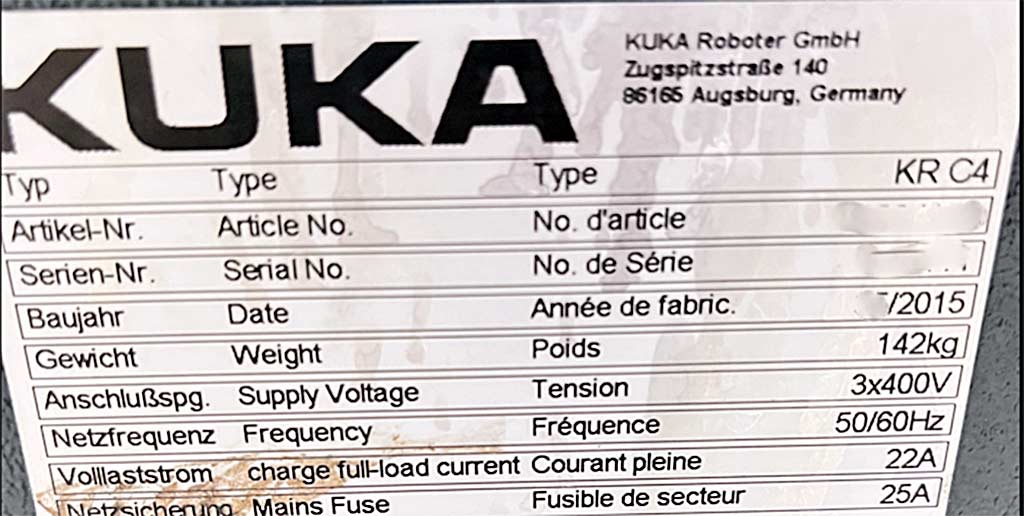 KUKA
KUKA Roboter GmbH
Zugspitzstraße 140
86165 Augsburg, Germany
Typ Type Type KR C4
Artikel-Nr. Article No. No. d'article
Serien-Nr. Serial No. No. de Série
Baujahr Date Année de fabric. /2015
Gewicht Weight Poids 142kg
Anschlußspg. Supply Voltage Tension 3x400V
Netzfrequenz Frequency Fréquence 50/60Hz
Volllaststrom charge full-load current Courant pleine 22A
Netzsicherung Mains Fuse Fusible de secteur 25A